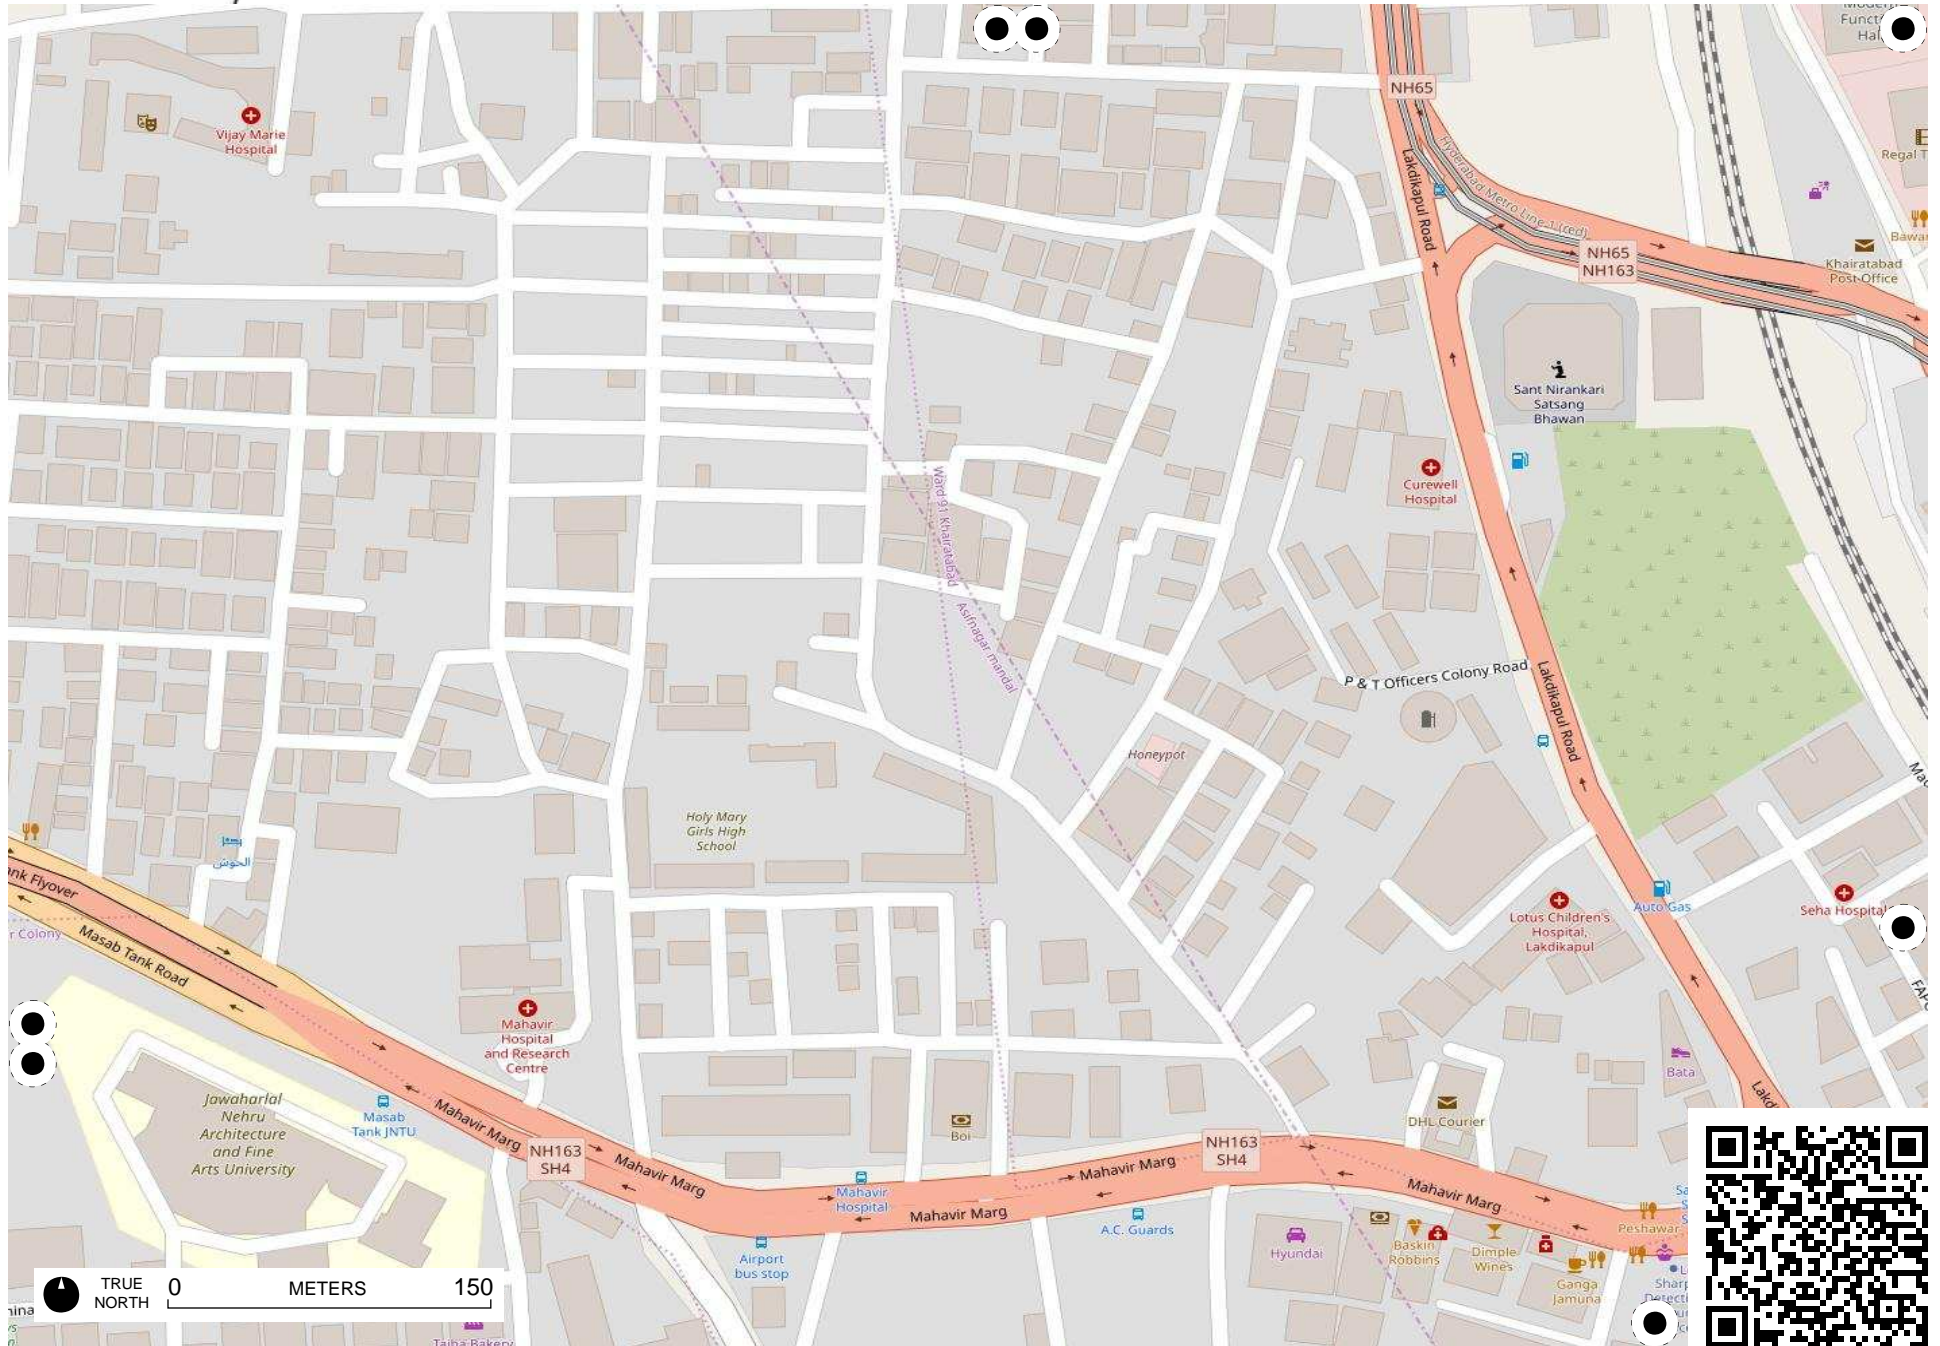 Vijay Marie
Hospital
NH65
Regal
Lakdikapul Road
Hyderabad Metro Line 1 (red)
NH65
NH163
Khairatabad
Post Office
Sant Nirankari
Satsang
Bhawan
Curewell
Hospital
Ward 91 Khairatabad
Asifnagar mandal
P & T Officers Colony Road
Lakdikapul Road
Honeypot
Holy Mary
Girls High
School
الحوش
Flyover
Masab Tank Road
Colony
Auto Gas
Seha Hospital
Lotus Children's
Hospital,
Lakdikapul
Mahavir
Hospital
and Research
Centre
Bata
Jawaharlal
Nehru
Architecture
and Fine
Arts University
Masab
Tank JNTU
Mahavir Marg
NH163
SH4
Mahavir Marg
Boi
DHL Courier
NH163
SH4
Mahavir Marg
Mahavir
Hospital
Mahavir Marg
Mahavir Marg
A.C. Guards
Airport
bus stop
Hyundai
Baskin
Robbins
Dimple
Wines
Peshawar
Ganga
Jamuna
TRUE
NORTH
0 METERS 150
Taiba Bakery